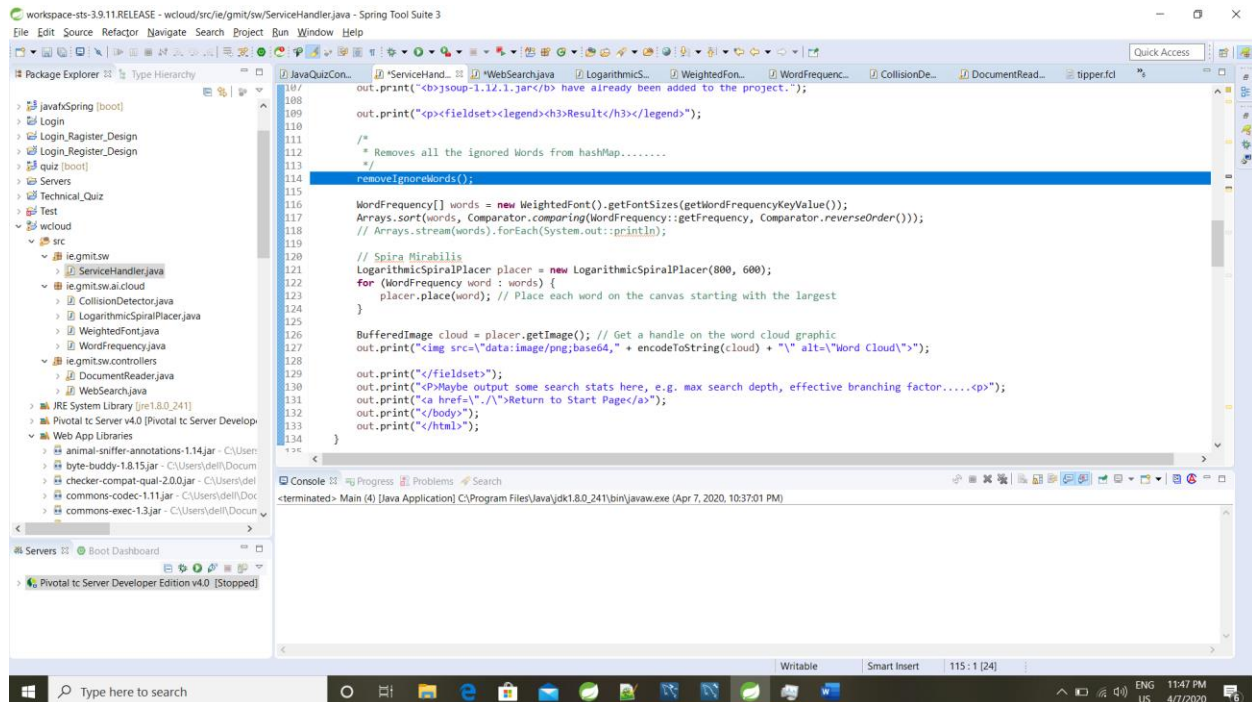 workspace-sts-3.9.11.RELEASE - wcloud/src/ie/gmit/sw/ServiceHandler.java - Spring Tool Suite 3
File Edit Source Refactor Navigate Search Project Run Window Help
Quick Access
Package Explorer Type Hierarchy
javafxSpring [boot]
Login
Login_Ragister_Design
Login_Register_Design
quiz [boot]
Servers
Technical_Quiz
Test
wcloud
src
ie.gmit.sw
ServiceHandler.java
ie.gmit.sw.ai.cloud
CollisionDetector.java
LogarithmicSpiralPlacer.java
WeightedFont.java
WordFrequency.java
ie.gmit.sw.controllers
DocumentReader.java
WebSearch.java
JRE System Library [jre1.8.0_241]
Pivotal tc Server v4.0 [Pivotal tc Server Develop
Web App Libraries
animal-sniffer-annotations-1.14.jar - C:\Users
byte-buddy-1.8.15.jar - C:\Users\dell\Docum
checker-compat-qual-2.0.0.jar - C:\Users\del
commons-codec-1.11.jar - C:\Users\dell\Doc
commons-exec-1.3.jar - C:\Users\dell\Docun
Servers Boot Dashboard
Pivotal tc Server Developer Edition v4.0 [Stopped]
JavaQuizCon... *ServiceHand... *WebSearch.java LogarithmicS... WeightedFon... WordFrequenc... CollisionDe... DocumentRead... tipper.fcl »5
107 out.print("<b>jsoup-1.12.1.jar</b> have already been added to the project.");
108
109 out.print("<p><fieldset><legend><h3>Result</h3></legend>");
110
111 /*
112 * Removes all the ignored Words from hashMap........
113 */
114 removeIgnoreWords();
115
116 WordFrequency[] words = new WeightedFont().getFontSizes(getWordFrequencyKeyValue());
117 Arrays.sort(words, Comparator.comparing(WordFrequency::getFrequency, Comparator.reverseOrder()));
118 // Arrays.stream(words).forEach(System.out::println);
119
120 // Spira Mirabilis
121 LogarithmicSpiralPlacer placer = new LogarithmicSpiralPlacer(800, 600);
122 for (WordFrequency word : words) {
123 placer.place(word); // Place each word on the canvas starting with the largest
124 }
125
126 BufferedImage cloud = placer.getImage(); // Get a handle on the word cloud graphic
127 out.print("<img src=\"data:image/png;base64," + encodeToString(cloud) + "\" alt=\"Word Cloud\">");
128
129 out.print("</fieldset>");
130 out.print("<P>Maybe output some search stats here, e.g. max search depth, effective branching factor.....<p>");
131 out.print("<a href=\"./\">Return to Start Page</a>");
132 out.print("</body>");
133 out.print("</html>");
134 }
135
Console Progress Problems Search
<terminated> Main (4) [Java Application] C:\Program Files\Java\jdk1.8.0_241\bin\javaw.exe (Apr 7, 2020, 10:37:01 PM)
Writable Smart Insert 115 : 1 [24]
Type here to search
ENG US
11:47 PM
4/7/2020
6